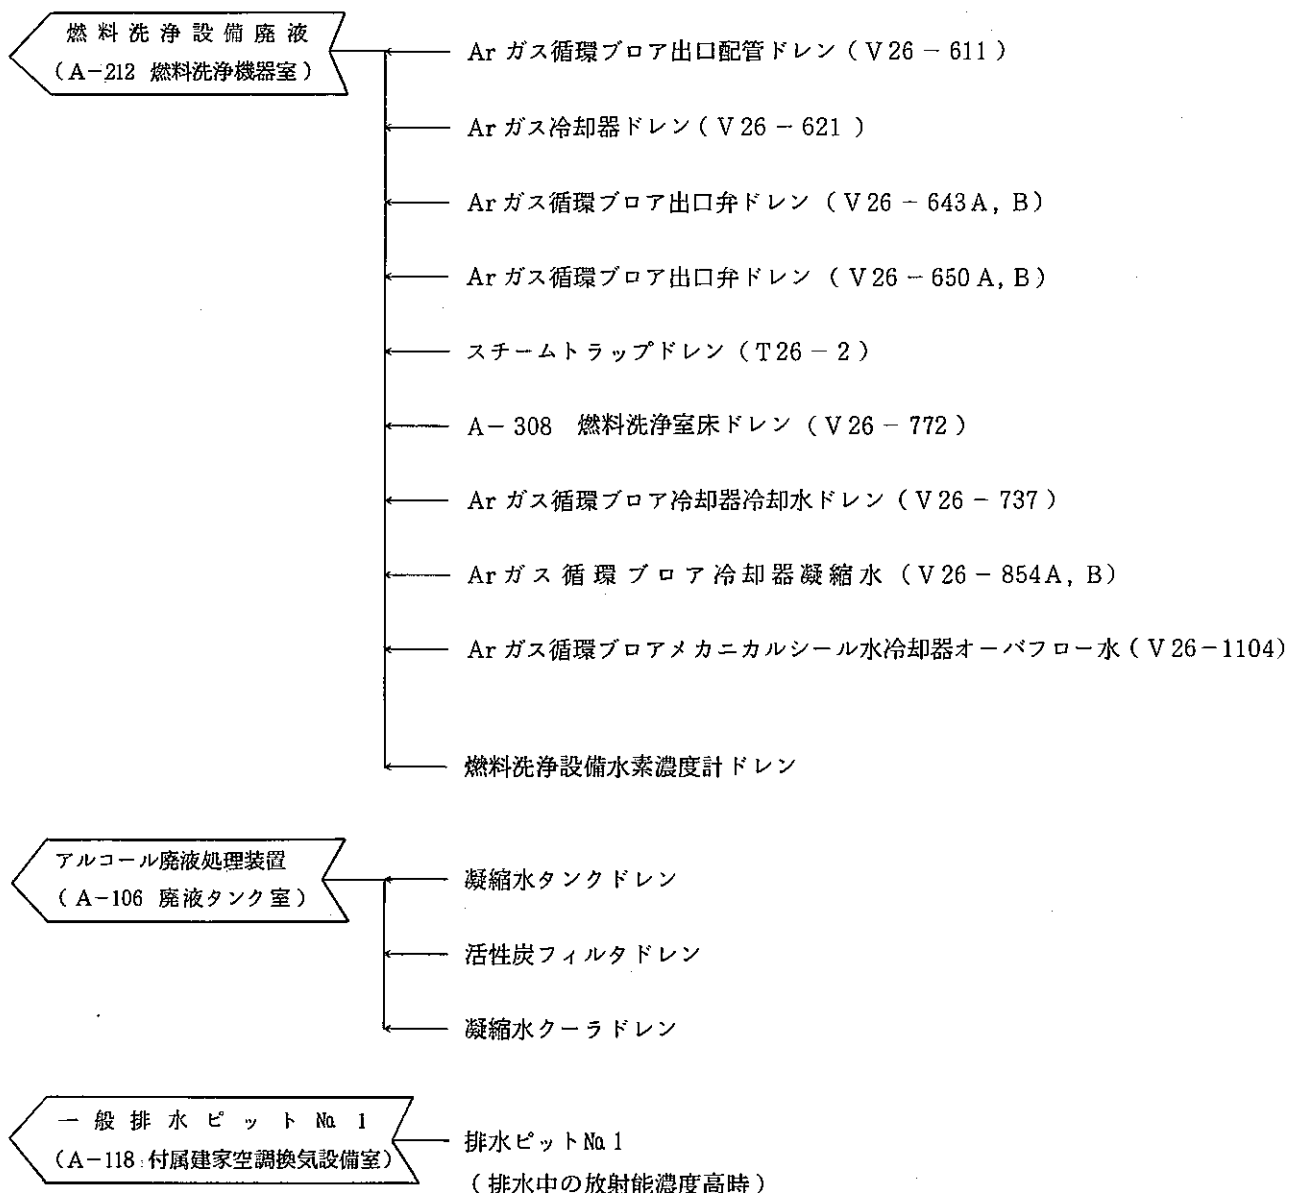 燃料洗浄設備廃液
(A-212 燃料洗浄機器室)
Ar ガス循環ブロア出口配管ドレン (V26-611)
Ar ガス冷却器ドレン (V26-621)
Ar ガス循環ブロア出口弁ドレン (V26-643A, B)
Ar ガス循環ブロア出口弁ドレン (V26-650A, B)
スチームトラップドレン (T26-2)
A-308 燃料洗浄室床ドレン (V26-772)
Ar ガス循環ブロア冷却器冷却水ドレン (V26-737)
Ar ガス循環ブロア冷却器凝縮水 (V26-854A, B)
Ar ガス循環ブロアメカニカルシール水冷却器オーバフロー水 (V26-1104)
燃料洗浄設備水素濃度計ドレン
アルコール廃液処理装置
(A-106 廃液タンク室)
凝縮水タンクドレン
活性炭フィルタドレン
凝縮水クーラドレン
一般排水ピット№1
(A-118 付属建家空調換気設備室)
排水ピット№1
(排水中の放射能濃度高時)